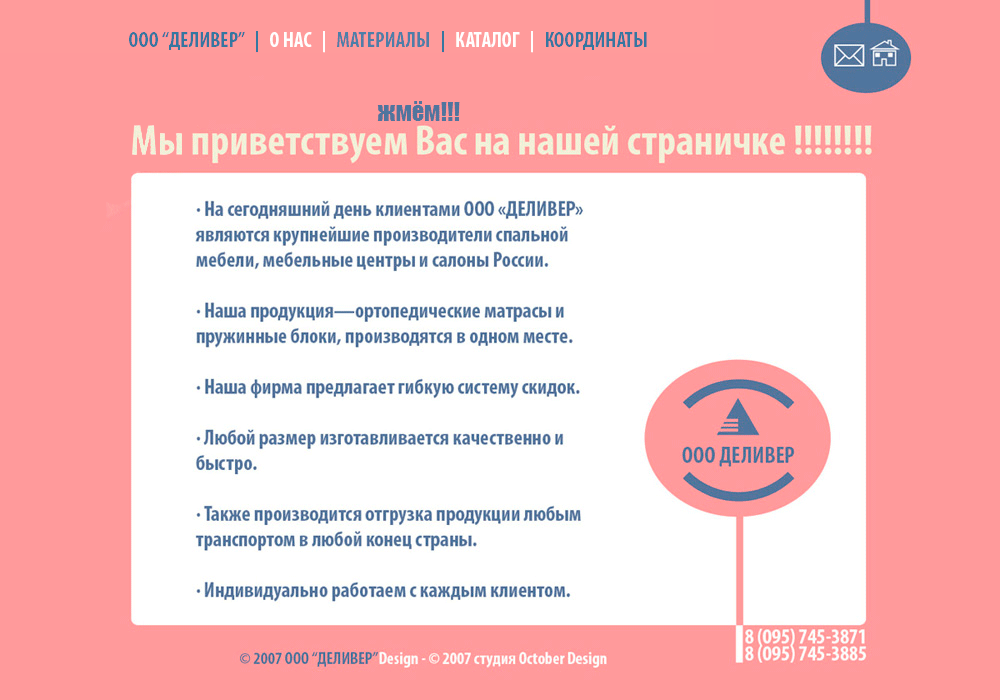 ООО “ДЕЛИВЕР” | О НАС | МАТЕРИАЛЫ | КАТАЛОГ | КООРДИНАТЫ
жмём!!!
Мы приветствуем Вас на нашей страничке !!!!!!!!
· На сегодняшний день клиентами ООО «ДЕЛИВЕР»
являются крупнейшие производители спальной
мебели, мебельные центры и салоны России.
· Наша продукция—ортопедические матрасы и
пружинные блоки, производятся в одном месте.
· Наша фирма предлагает гибкую систему скидок.
· Любой размер изготавливается качественно и
быстро.
· Также производится отгрузка продукции любым
транспортом в любой конец страны.
· Индивидуально работаем с каждым клиентом.
ООО ДЕЛИВЕР
8 (095) 745-3871
8 (095) 745-3885
© 2007 ООО “ДЕЛИВЕР” Design - © 2007 студия October Design